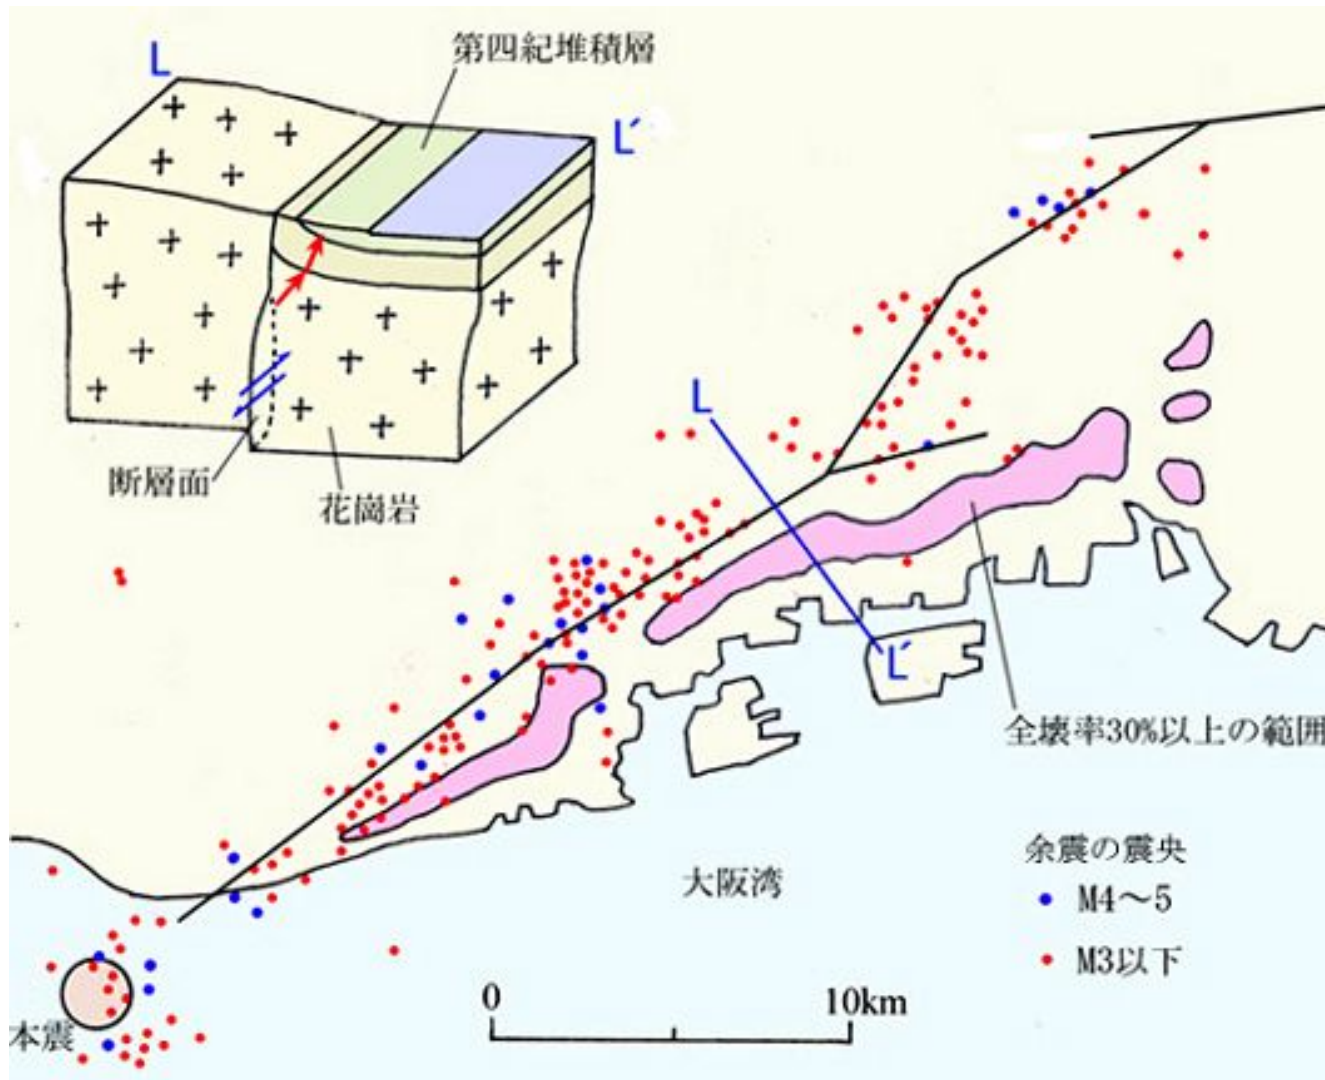 L
第四紀堆積層
L´
断層面
花崗岩
L
L´
全壊率30%以上の範囲
大阪湾
余震の震央
M4～5
M3以下
本震
0
10km